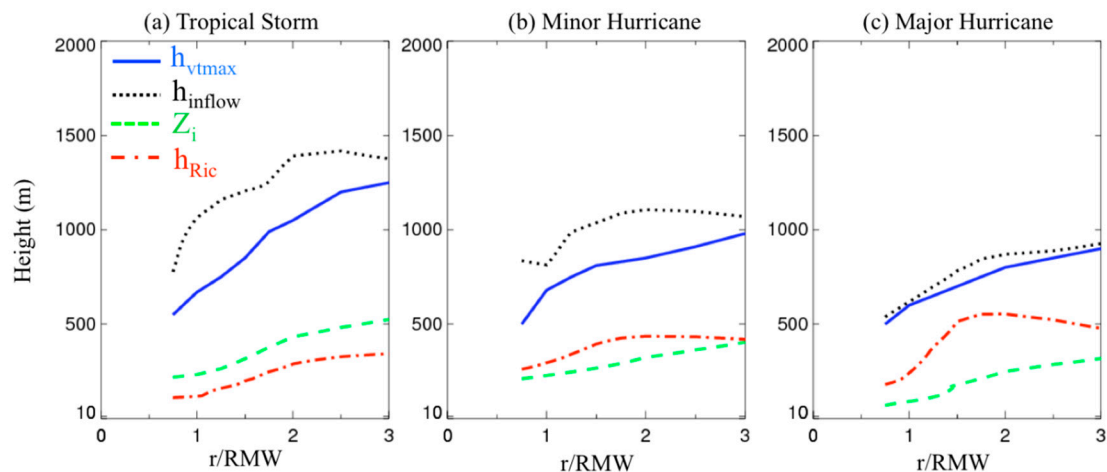 (a) Tropical Storm
(b) Minor Hurricane
(c) Major Hurricane
Height (m)
2000
1500
1000
500
10
h_vtmax
h_inflow
Z_i
h_Ric
0 1 2 3
r/RMW
2000
1500
1000
500
10
0 1 2 3
r/RMW
2000
1500
1000
500
10
0 1 2 3
r/RMW